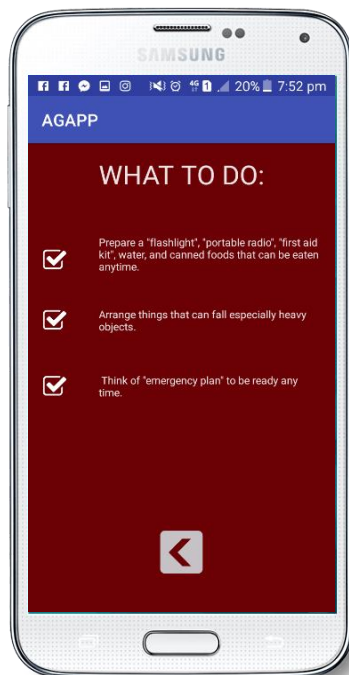 SAMSUNG
4G 1 20% 7:52 pm
AGAPP
WHAT TO DO:
Prepare a "flashlight", "portable radio", "first aid
kit", water, and canned foods that can be eaten
anytime.
Arrange things that can fall especially heavy
objects.
Think of "emergency plan" to be ready any
time.